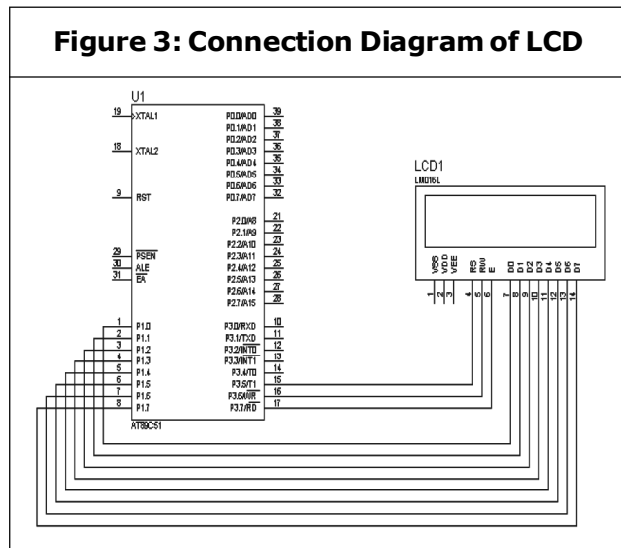 Figure 3: Connection Diagram of LCD
U1
19 XTAL1
18 XTAL2
9 RST
29 PSEN
30 ALE
31 EA
1 P1.0
2 P1.1
3 P1.2
4 P1.3
5 P1.4
6 P1.5
7 P1.6
8 P1.7
AT89C51
P0.0/AD0 39
P0.1/AD1 38
P0.2/AD2 37
P0.3/AD3 36
P0.4/AD4 35
P0.5/AD5 34
P0.6/AD6 33
P0.7/AD7 32
P2.0/A8 21
P2.1/A9 22
P2.2/A10 23
P2.3/A11 24
P2.4/A12 25
P2.5/A13 26
P2.6/A14 27
P2.7/A15 28
P3.0/RXD 10
P3.1/TXD 11
P3.2/INT0 12
P3.3/INT1 13
P3.4/T0 14
P3.5/T1 15
P3.6/WR 16
P3.7/RD 17
LCD1
LM016L
VSS VDD VEE RS RW E D0 D1 D2 D3 D4 D5 D6 D7
1 2 3 4 5 6 7 8 9 10 11 12 13 14